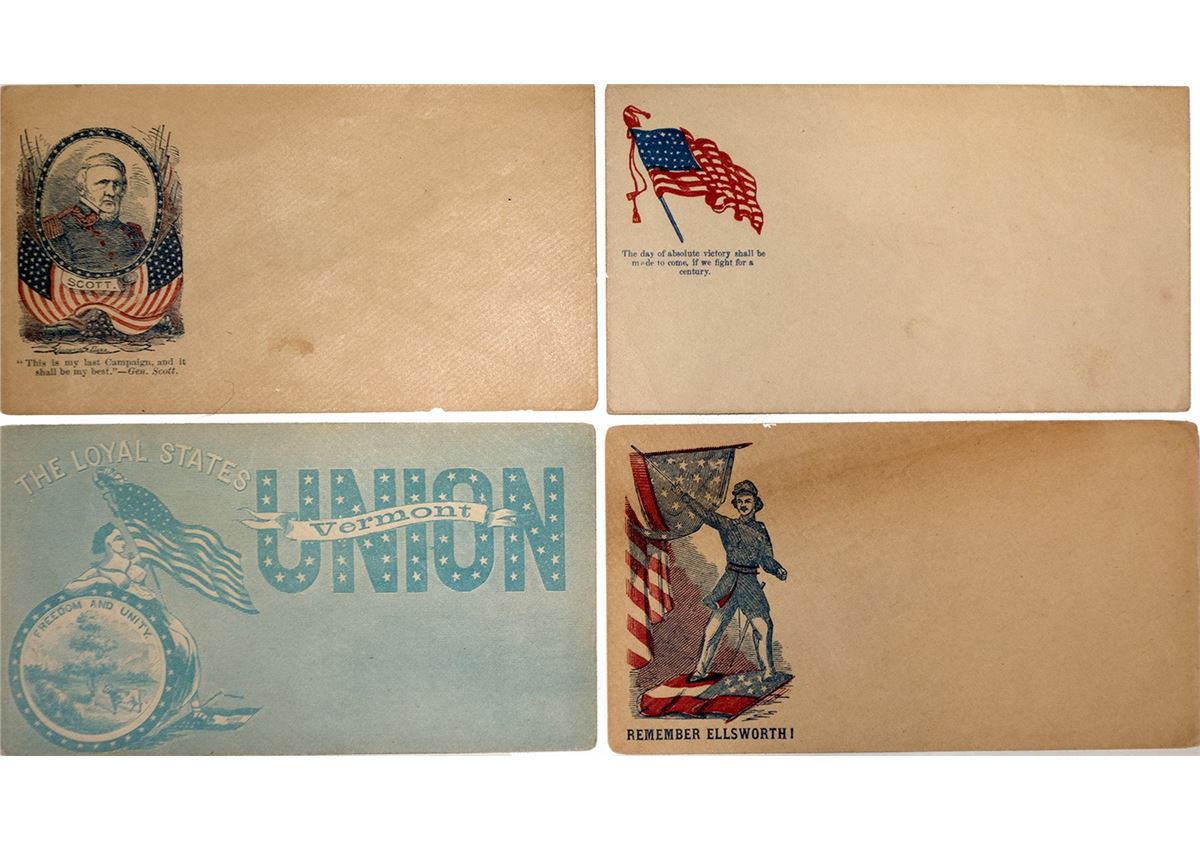 SCOTT.
"This is my last Campaign, and it
shall be my best."—Gen. Scott.
The day of absolute victory shall be
made to come, if we fight for a
century.
THE LOYAL STATES
UNION
Vermont
FREEDOM AND UNITY.
REMEMBER ELLSWORTH!